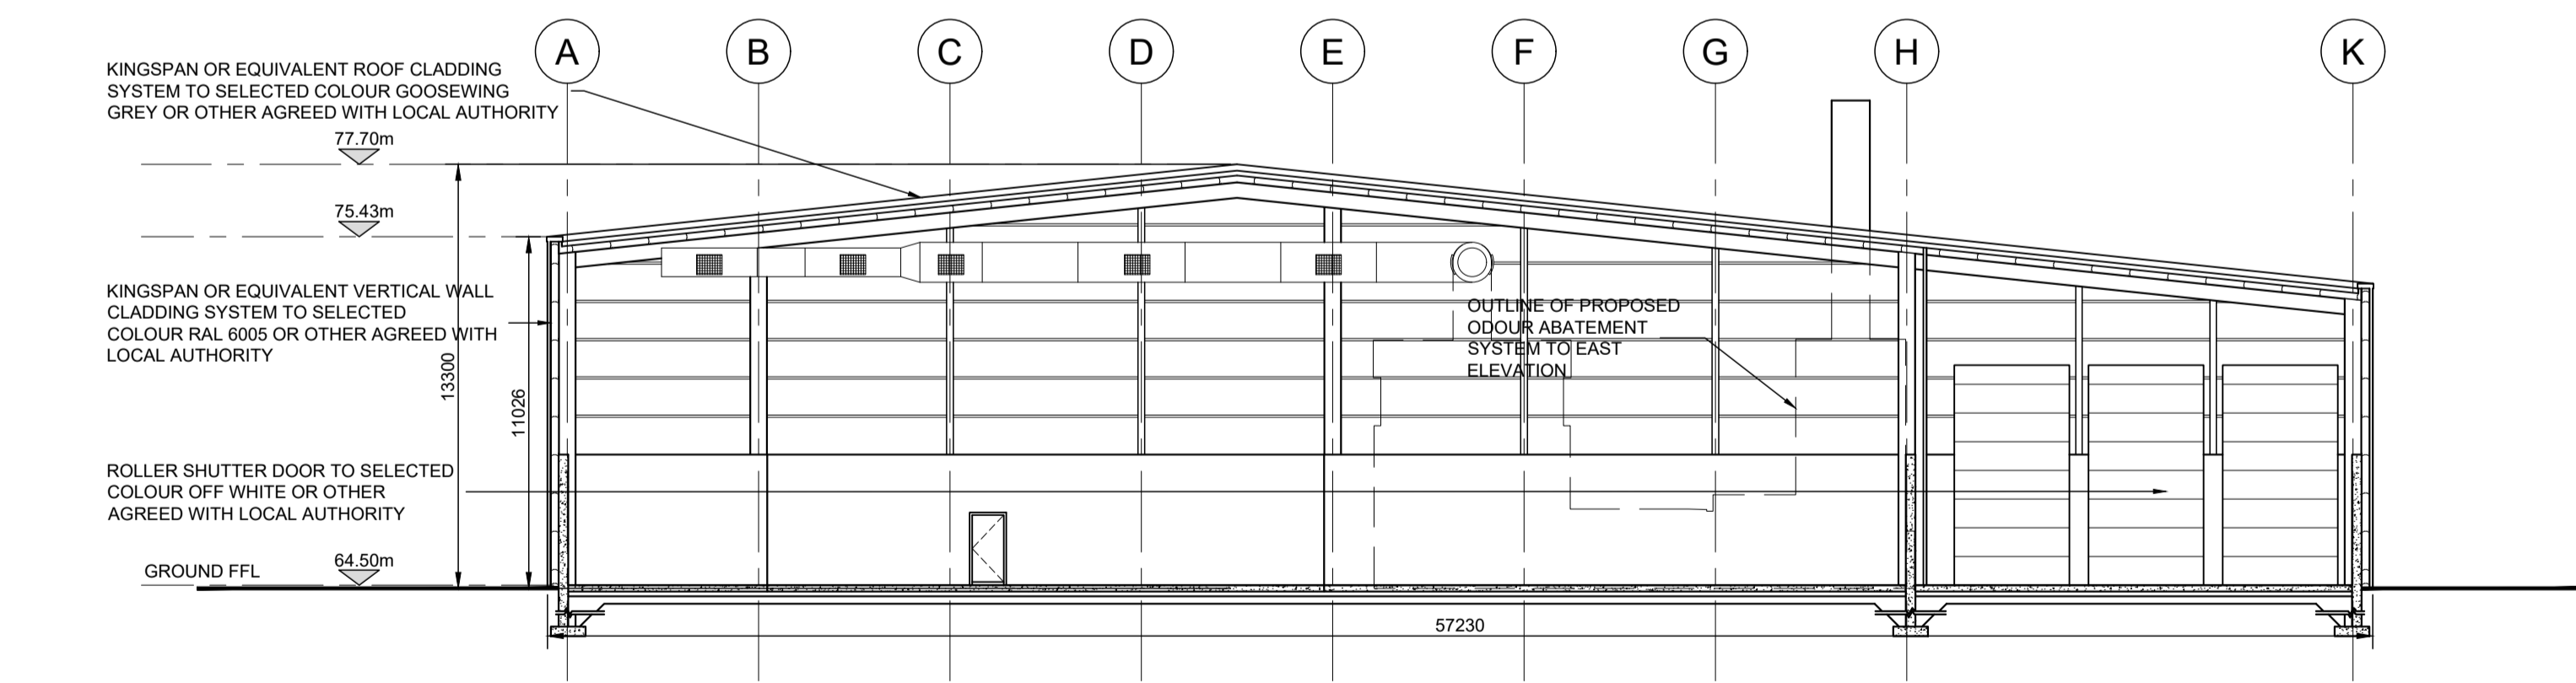 A B C D E F G H K
KINGSPAN OR EQUIVALENT ROOF CLADDING
SYSTEM TO SELECTED COLOUR GOOSEWING
GREY OR OTHER AGREED WITH LOCAL AUTHORITY
77.70m
75.43m
KINGSPAN OR EQUIVALENT VERTICAL WALL
CLADDING SYSTEM TO SELECTED
COLOUR RAL 6005 OR OTHER AGREED WITH
LOCAL AUTHORITY
13300
11026
OUTLINE OF PROPOSED
ODOUR ABATEMENT
SYSTEM TO EAST
ELEVATION
ROLLER SHUTTER DOOR TO SELECTED
COLOUR OFF WHITE OR OTHER
AGREED WITH LOCAL AUTHORITY
64.50m
GROUND FFL
57230